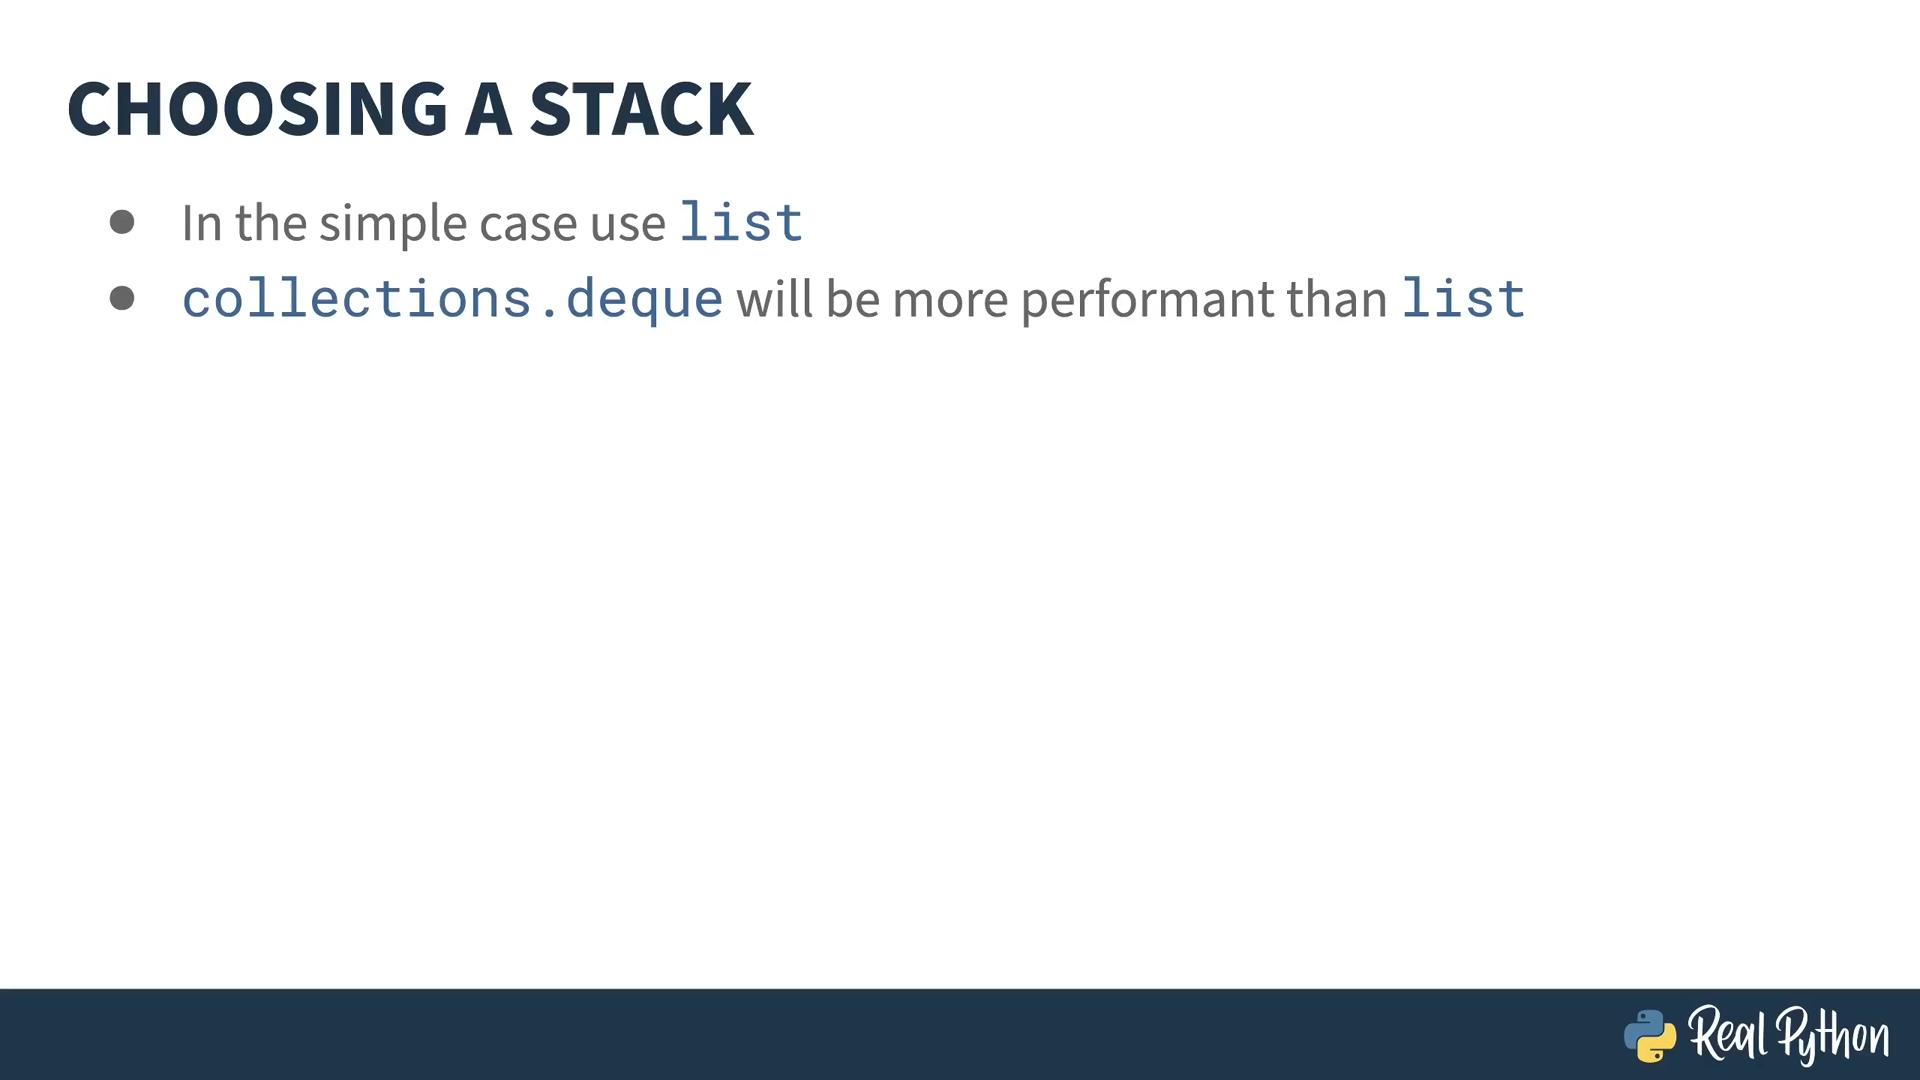 CHOOSING A STACK
● In the simple case use list
● collections.deque will be more performant than list
Real Python